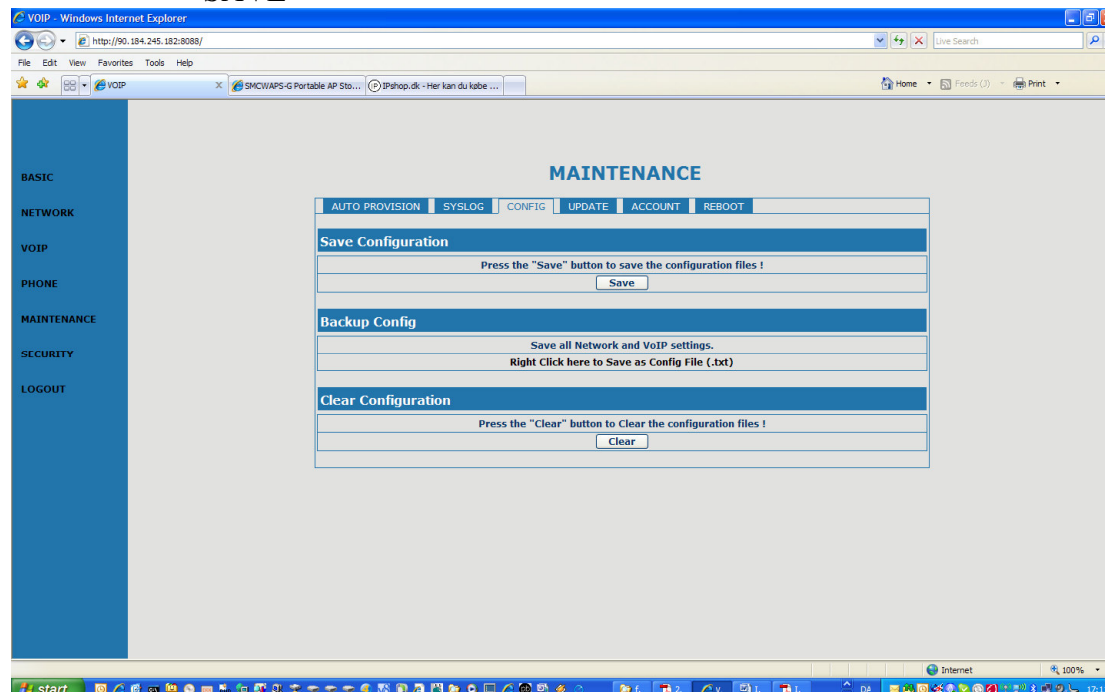 SAVE
VOIP - Windows Internet Explorer
http://90.184.245.182:8088/
Live Search
File Edit View Favorites Tools Help
VOIP
SMCWAPS-G Portable AP Sto...
IPshop.dk - Her kan du købe ...
Home
Feeds (J)
Print
MAINTENANCE
BASIC
NETWORK
VOIP
PHONE
MAINTENANCE
SECURITY
LOGOUT
AUTO PROVISION SYSLOG CONFIG UPDATE ACCOUNT REBOOT
Save Configuration
Press the "Save" button to save the configuration files !
Save
Backup Config
Save all Network and VoIP settings.
Right Click here to Save as Config File (.txt)
Clear Configuration
Press the "Clear" button to Clear the configuration files !
Clear
Internet
100%
start